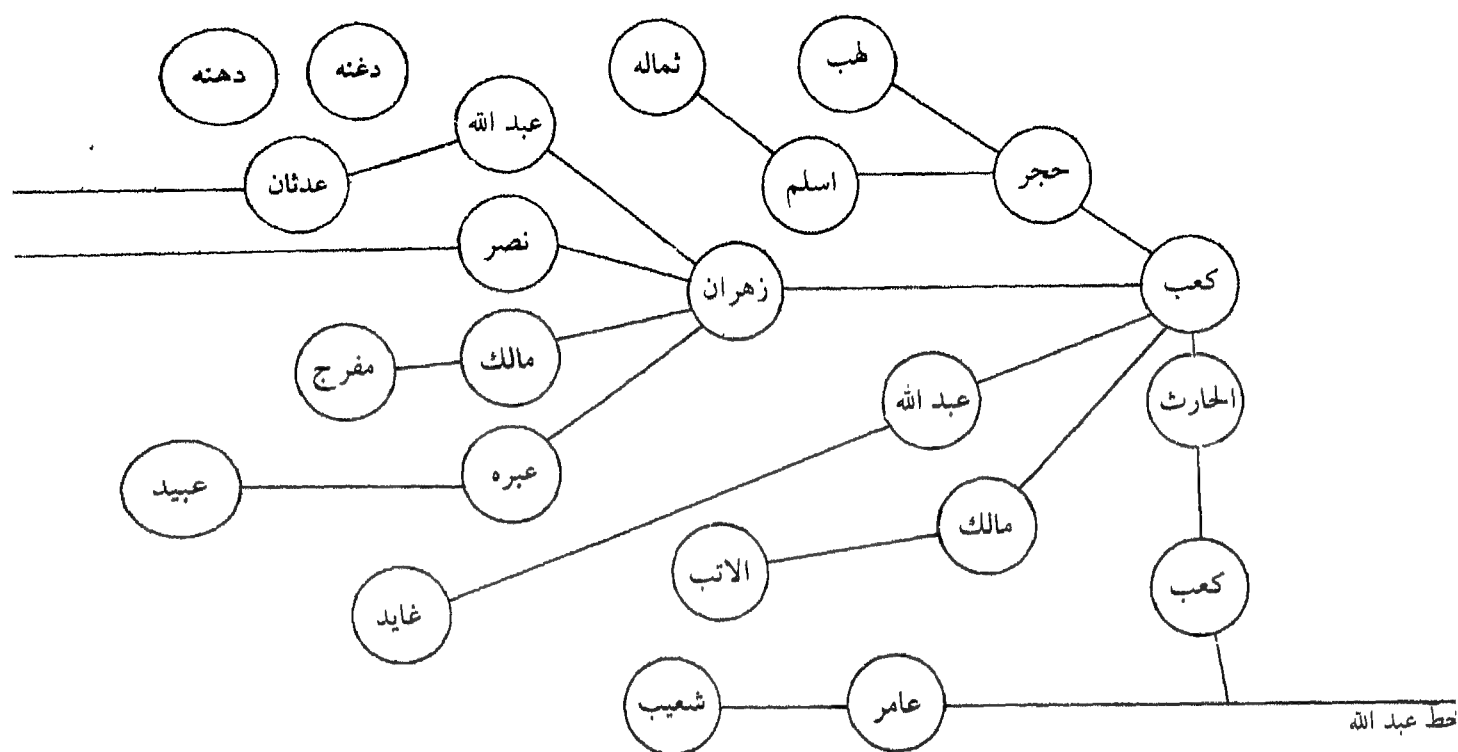 لهب
ثماله
دغنه
دهنه
عبد الله
حجر
اسلم
عدثان
نصر
كعب
زهران
مالك
مفرج
الحارث
عبد الله
عبره
عبيد
مالك
الاتب
كعب
غايد
عامر
شعيب
خط عبد الله